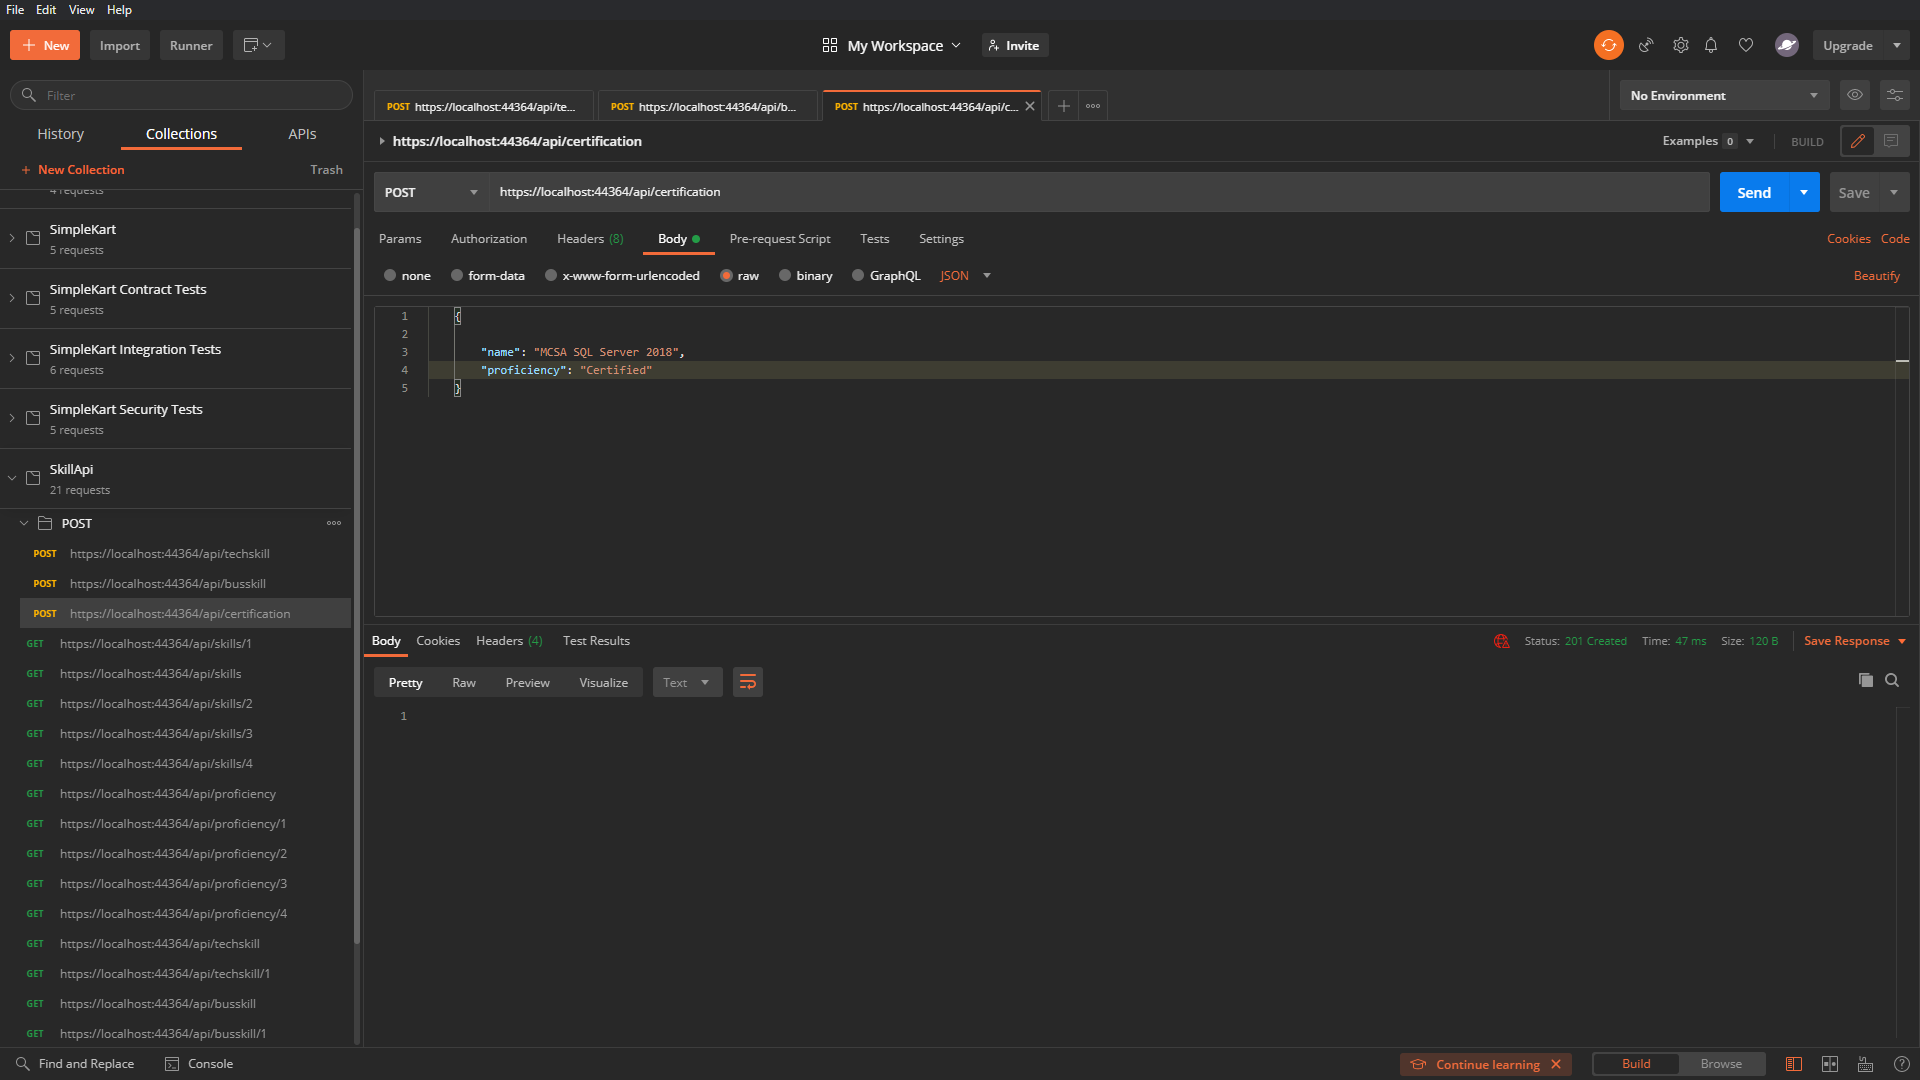 File Edit View Help
New Import Runner My Workspace Invite Upgrade
Filter
History Collections APIs
New Collection Trash
4 requests
SimpleKart
5 requests
SimpleKart Contract Tests
5 requests
SimpleKart Integration Tests
6 requests
SimpleKart Security Tests
5 requests
SkillApi
21 requests
POST
POST https://localhost:44364/api/techskill
POST https://localhost:44364/api/busskill
POST https://localhost:44364/api/certification
GET https://localhost:44364/api/skills/1
GET https://localhost:44364/api/skills
GET https://localhost:44364/api/skills/2
GET https://localhost:44364/api/skills/3
GET https://localhost:44364/api/skills/4
GET https://localhost:44364/api/proficiency
GET https://localhost:44364/api/proficiency/1
GET https://localhost:44364/api/proficiency/2
GET https://localhost:44364/api/proficiency/3
GET https://localhost:44364/api/proficiency/4
GET https://localhost:44364/api/techskill
GET https://localhost:44364/api/techskill/1
GET https://localhost:44364/api/busskill
GET https://localhost:44364/api/busskill/1
POST https://localhost:44364/api/te... POST https://localhost:44364/api/b... POST https://localhost:44364/api/c... No Environment
https://localhost:44364/api/certification Examples 0 BUILD
POST https://localhost:44364/api/certification Send Save
Params Authorization Headers (8) Body Pre-request Script Tests Settings Cookies Code
none form-data x-www-form-urlencoded raw binary GraphQL JSON Beautify
1 {
2
3 "name": "MCSA SQL Server 2018",
4 "proficiency": "Certified"
5 }
Body Cookies Headers (4) Test Results Status: 201 Created Time: 47 ms Size: 120 B Save Response
Pretty Raw Preview Visualize Text
1
Find and Replace Console Continue learning Build Browse